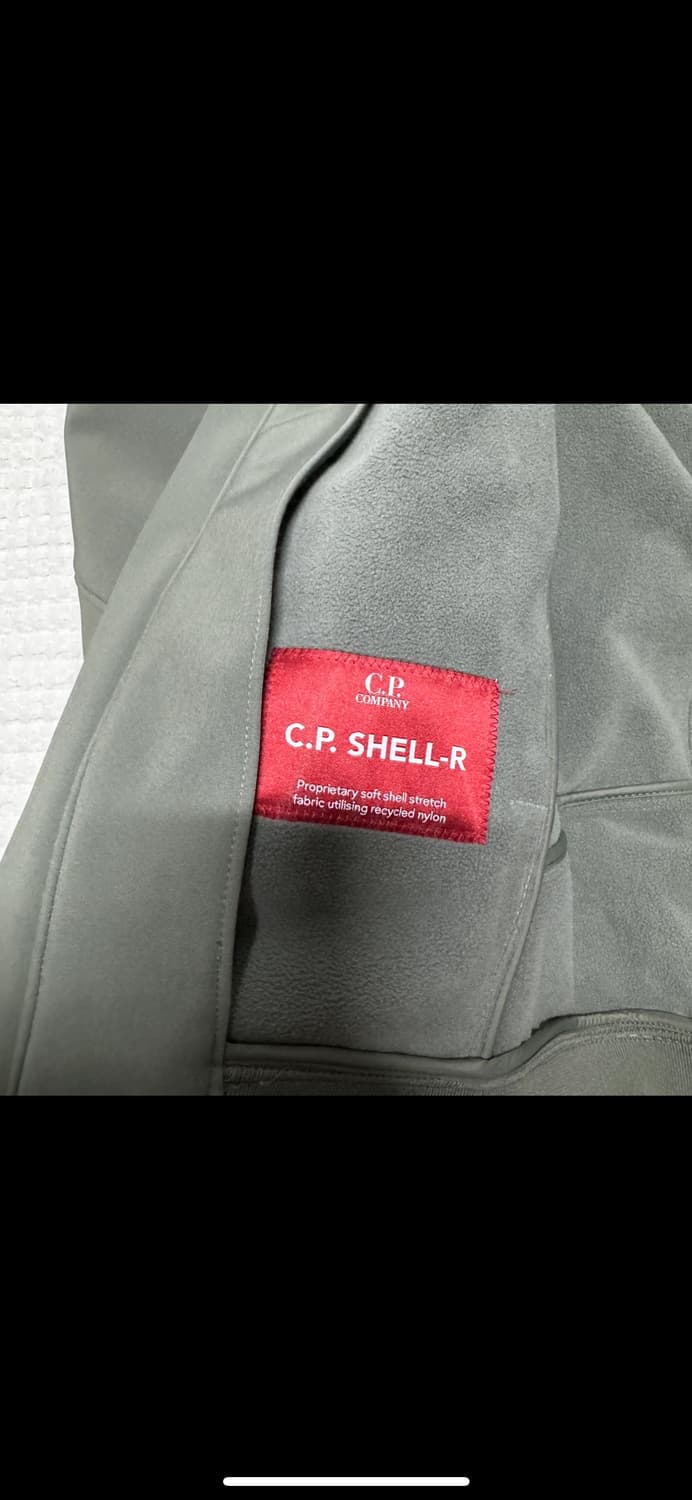 C.P.
COMPANY
C.P. SHELL-R
Proprietary soft shell stretch
fabric utilising recycled nylon